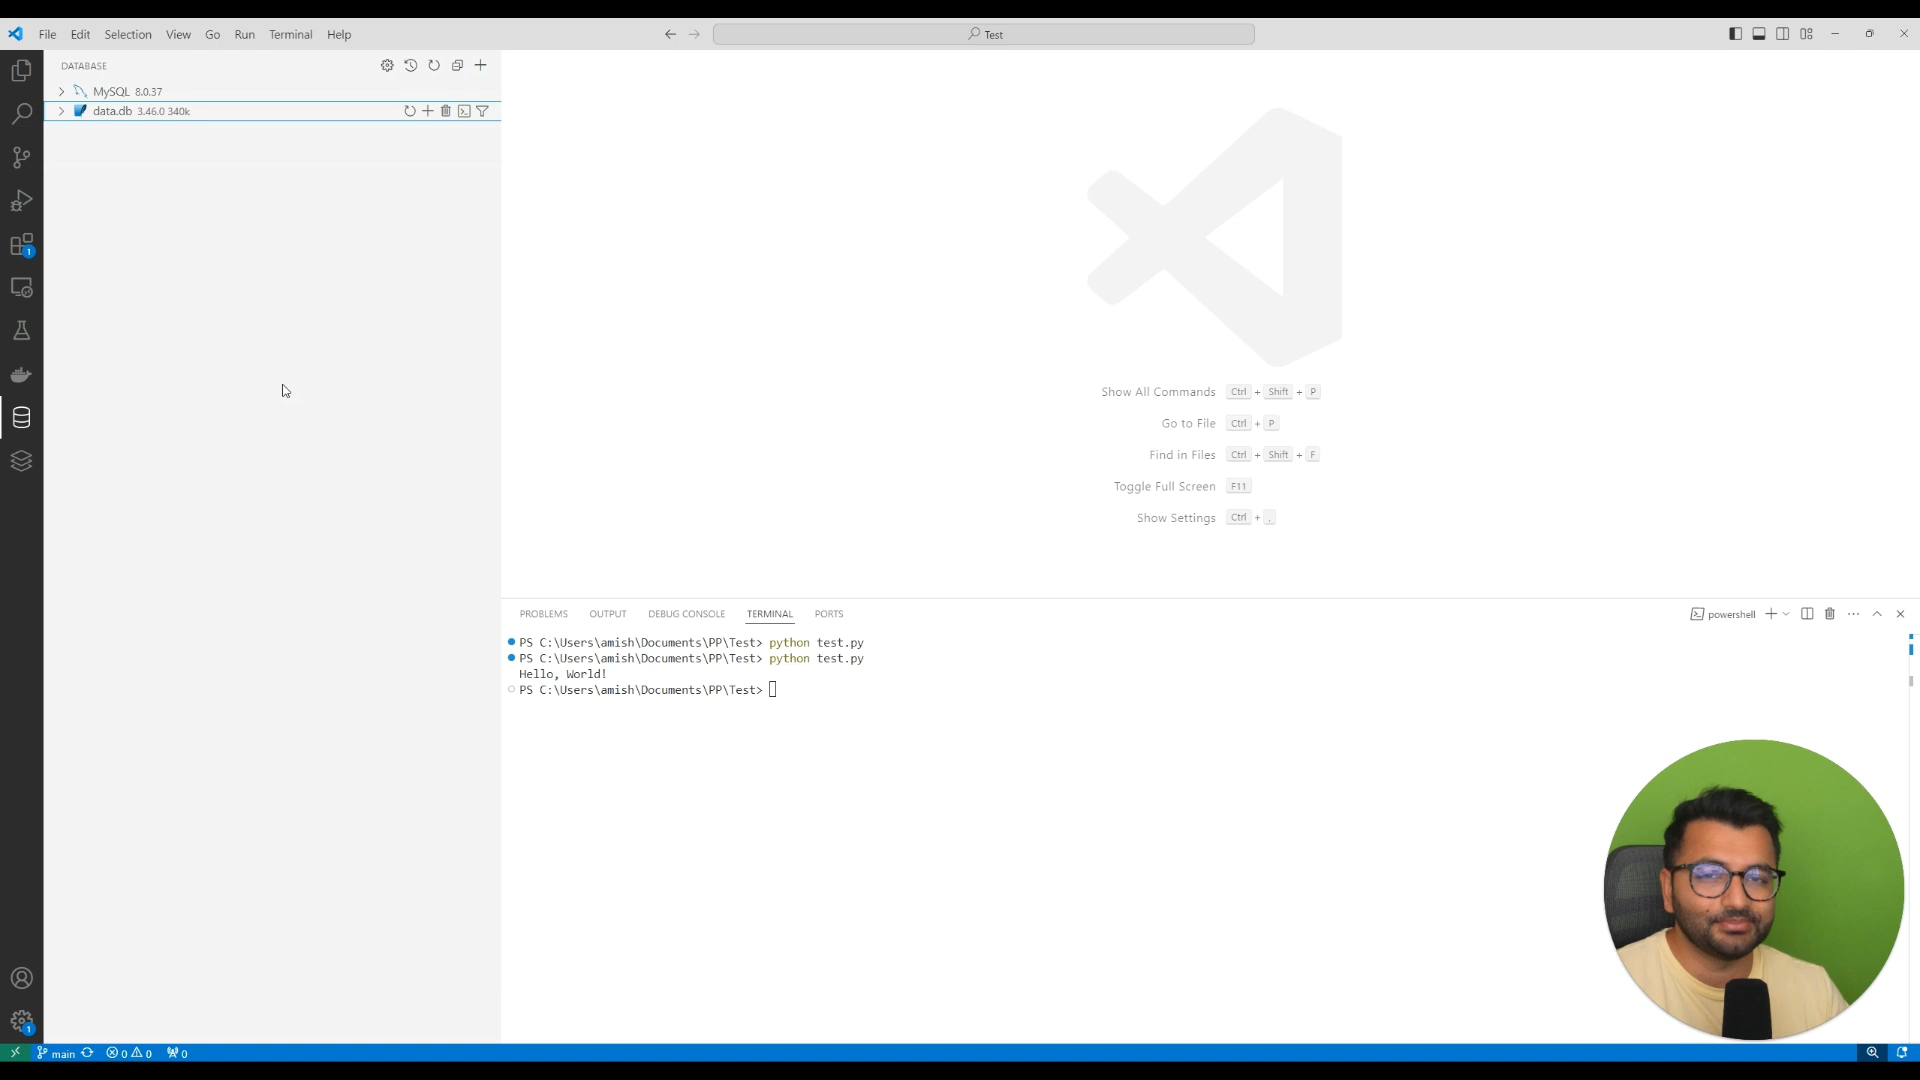 File Edit Selection View Go Run Terminal Help
Test
DATABASE
MySQL 8.0.37
data.db 3.46.0 340k
1
Show All Commands Ctrl + Shift + P
Go to File Ctrl + P
Find in Files Ctrl + Shift + F
Toggle Full Screen F11
Show Settings Ctrl + ,
PROBLEMS OUTPUT DEBUG CONSOLE TERMINAL PORTS
powershell
PS C:\Users\amish\Documents\PP\Test> python test.py
PS C:\Users\amish\Documents\PP\Test> python test.py
Hello, World!
PS C:\Users\amish\Documents\PP\Test>
1
main 0 0 0